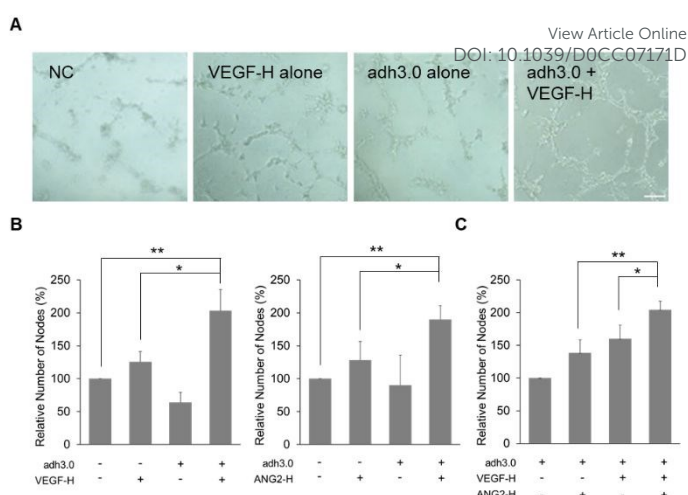 A
View Article Online
DOI: 10.1039/D0CC07171D
NC
VEGF-H alone
adh3.0 alone
adh3.0 +
VEGF-H
B
Relative Number of Nodes (%)
250
200
150
100
50
0
**
*
adh3.0 - - + +
VEGF-H - + - +
Relative Number of Nodes (%)
250
200
150
100
50
0
**
*
adh3.0 - - + +
ANG2-H - + - +
C
Relative Number of Nodes (%)
250
200
150
100
50
0
**
*
adh3.0 + + + +
VEGF-H - - + +
ANG2-H - + - +